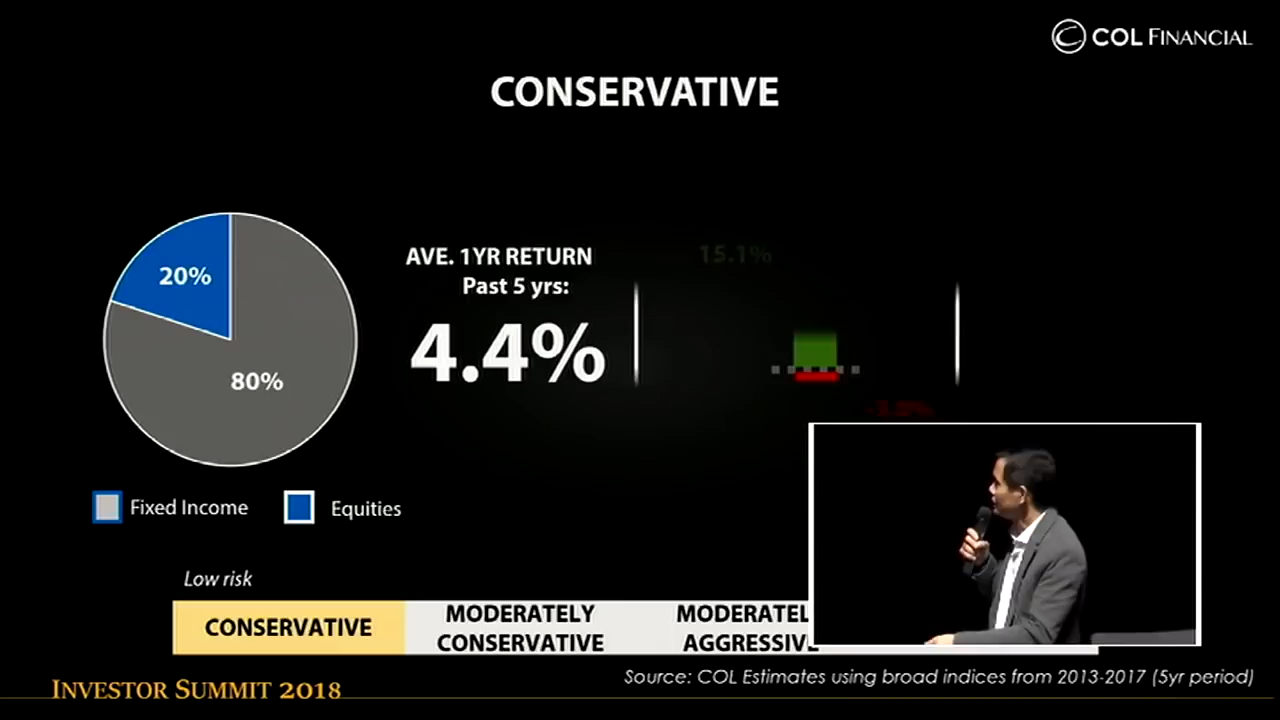 COL FINANCIAL
CONSERVATIVE
20%
80%
AVE. 1YR RETURN
Past 5 yrs:
4.4%
15.1%
Fixed Income
Equities
Low risk
CONSERVATIVE
MODERATELY
CONSERVATIVE
MODERATEL
AGGRESSIVE
Source: COL Estimates using broad indices from 2013-2017 (5yr period)
INVESTOR SUMMIT 2018